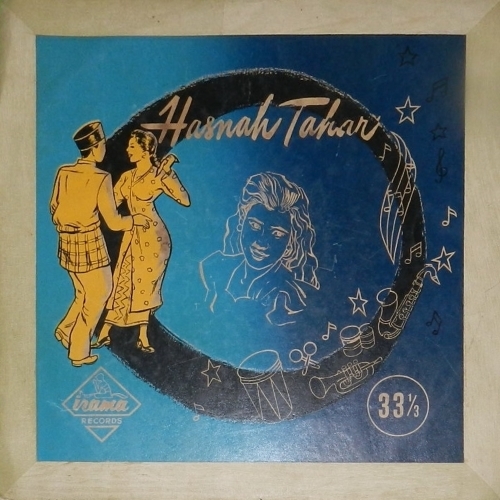 Hasnah Tahar
irama
RECORDS
33⅓